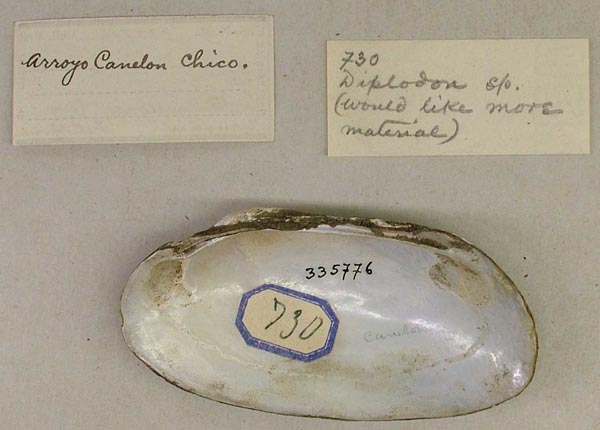 Arroyo Canelon Chico.
730
Diplodon sp.
(would like more
material)
335776
730
Canelon